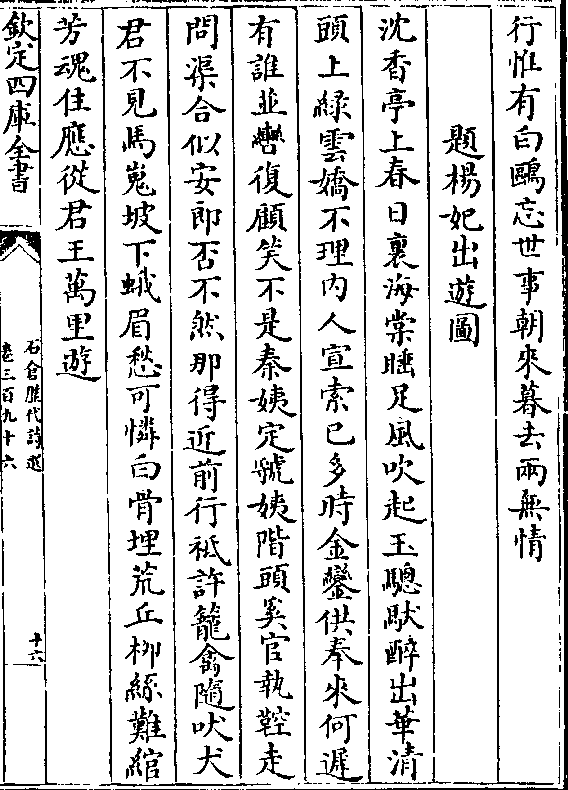 行惟有白鷗忘世事朝來暮去兩無情
題楊妃出遊圖
沈香亭上春日裏海棠睡足風吹起玉驄馱醉出華清
頭上綠雲嬌不理内人宣索已多時金鑾供奉來何遲
有誰並轡復顧笑不是秦姨定虢姨階頭奚官執鞚走
問渠合似安郎否不然那得近前行祗許籠禽隨吠犬
君不見馬嵬坡下蛾眉愁可憐白骨埋荒丘柳絲難綰
芳魂住應從君王萬里遊
欽定四庫全書
石倉歷代詩選
卷三百九十六
十六